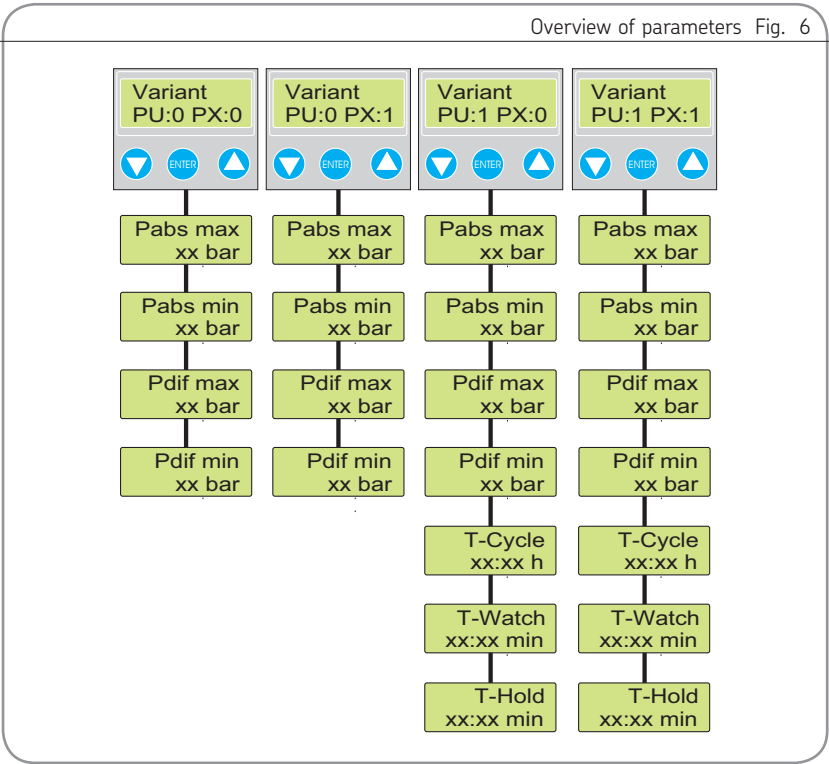 Overview of parameters Fig. 6
Variant
PU:0 PX:0
ENTER
Pabs max
xx bar
Pabs min
xx bar
Pdif max
xx bar
Pdif min
xx bar
Variant
PU:0 PX:1
ENTER
Pabs max
xx bar
Pabs min
xx bar
Pdif max
xx bar
Pdif min
xx bar
Variant
PU:1 PX:0
ENTER
Pabs max
xx bar
Pabs min
xx bar
Pdif max
xx bar
Pdif min
xx bar
T-Cycle
xx:xx h
T-Watch
xx:xx min
T-Hold
xx:xx min
Variant
PU:1 PX:1
ENTER
Pabs max
xx bar
Pabs min
xx bar
Pdif max
xx bar
Pdif min
xx bar
T-Cycle
xx:xx h
T-Watch
xx:xx min
T-Hold
xx:xx min